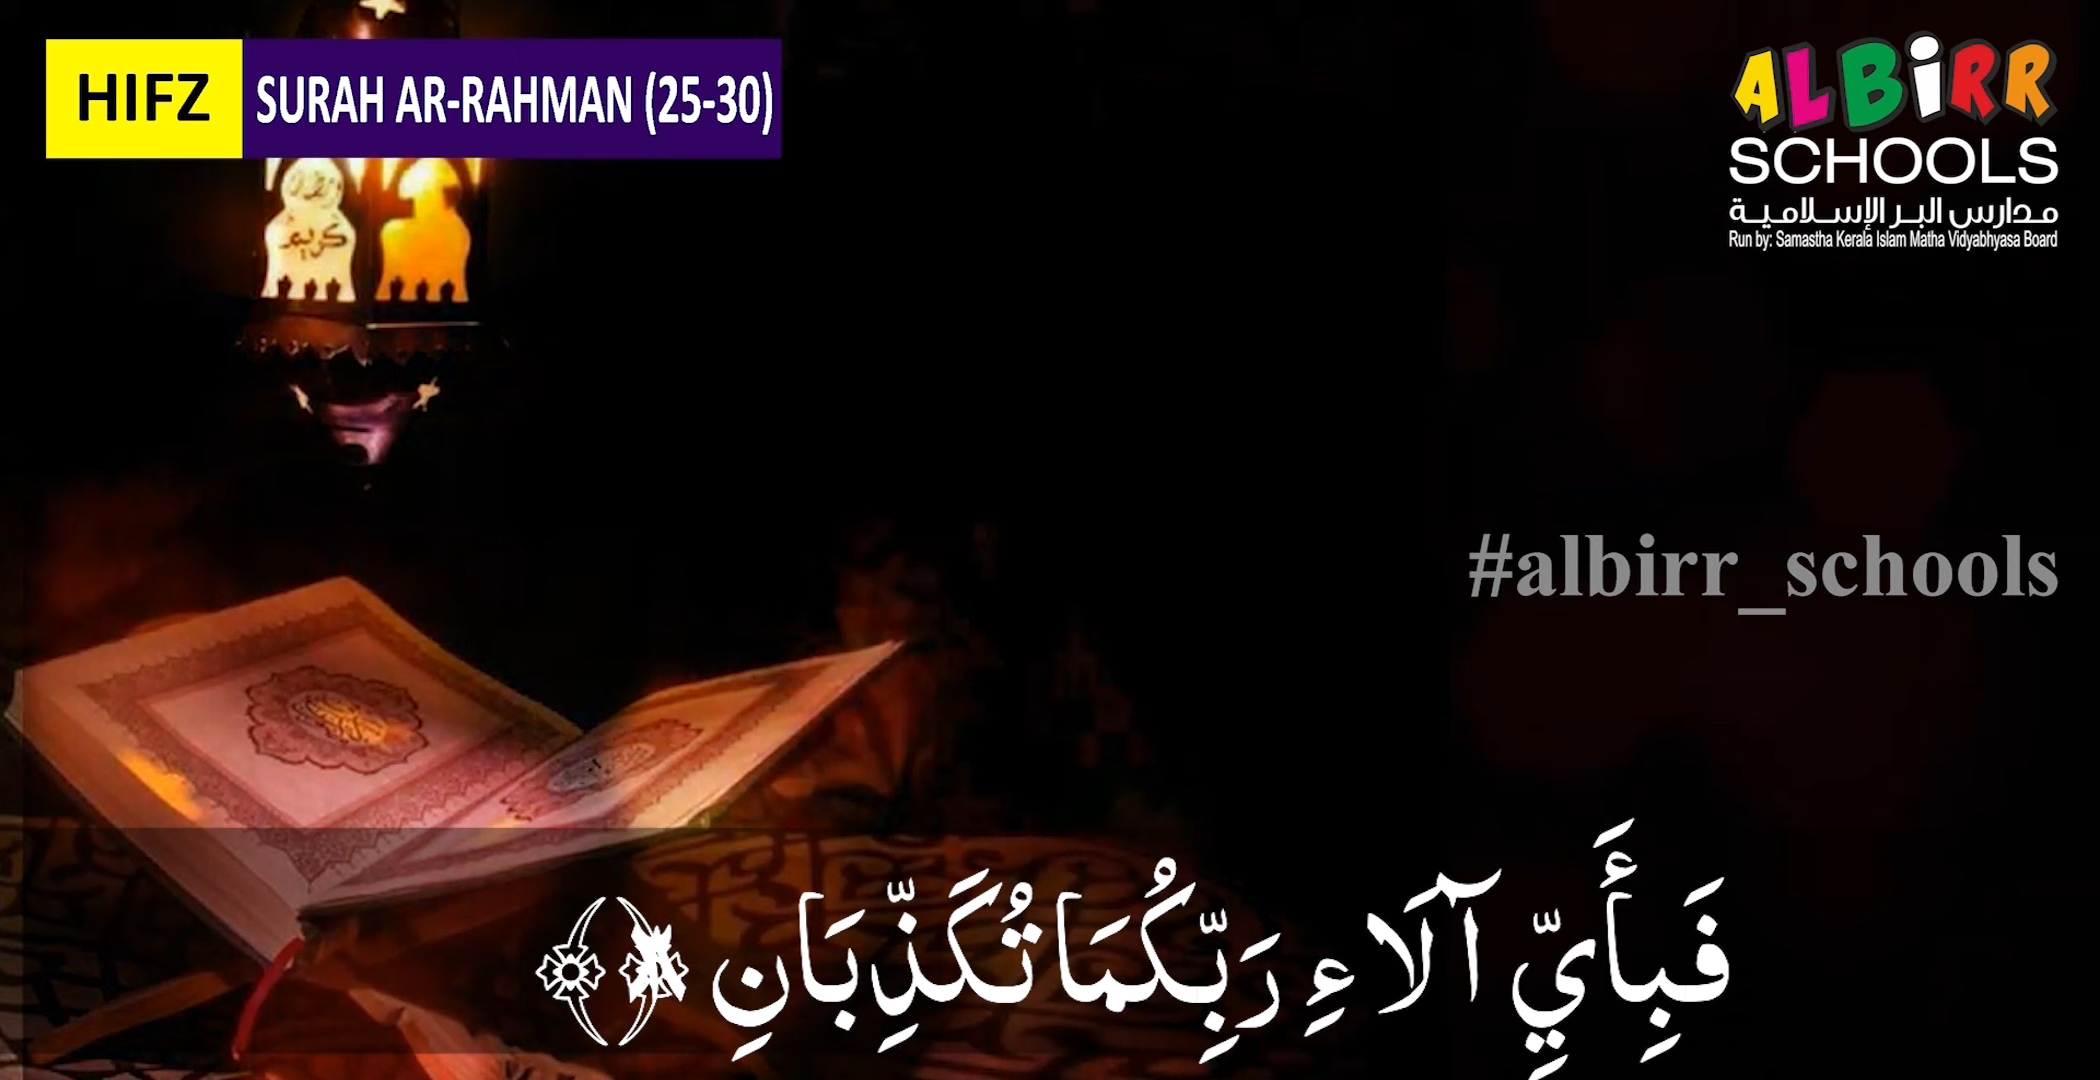 HIFZ SURAH AR-RAHMAN (25-30)
ALBiRR
SCHOOLS
مدارس البر الإسلامية
Run by: Samastha Kerala Islam Matha Vidyabhyasa Board
كريم
#albirr_schools
فَبِأَيِّ آلَاءِ رَبِّكُمَا تُكَذِّبَانِ